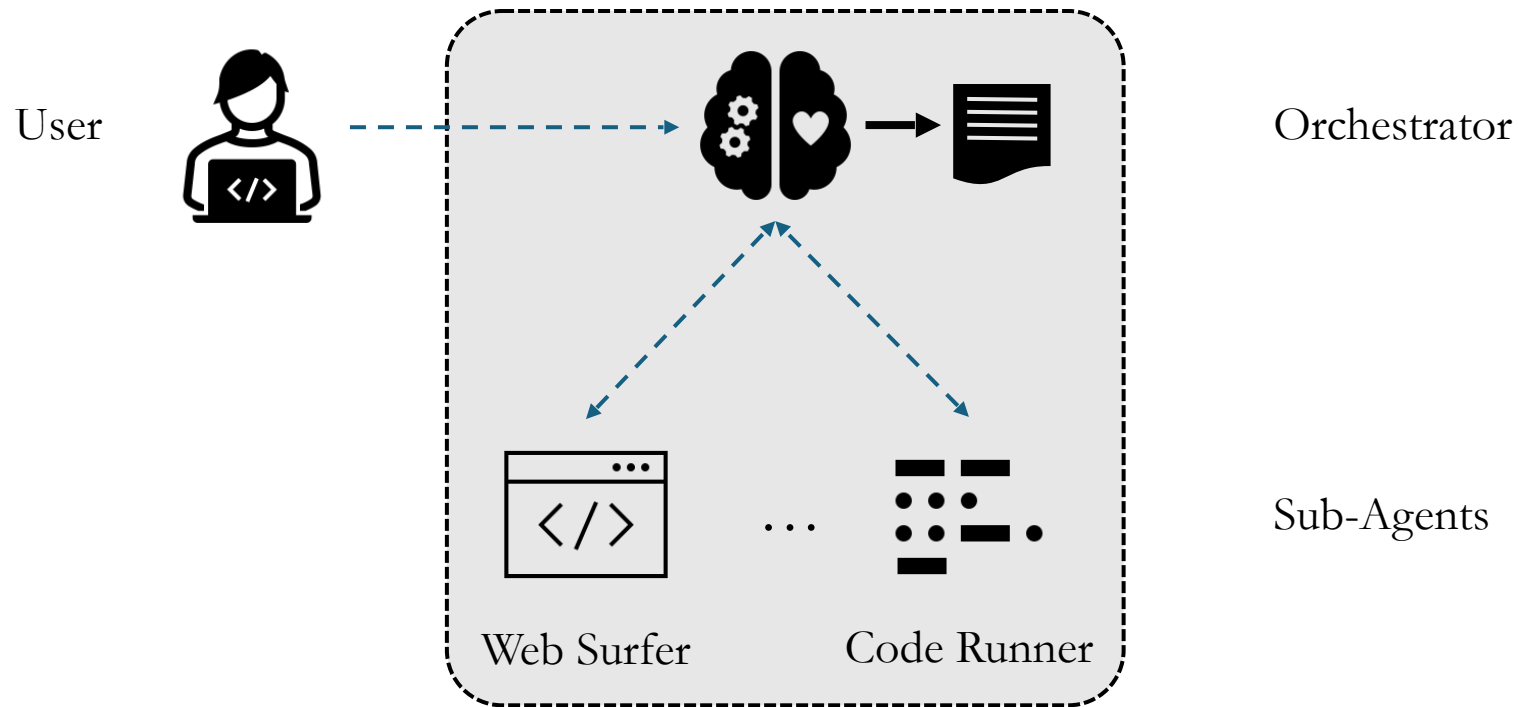 User
</>
Orchestrator
</>
...
Sub-Agents
Web Surfer
Code Runner